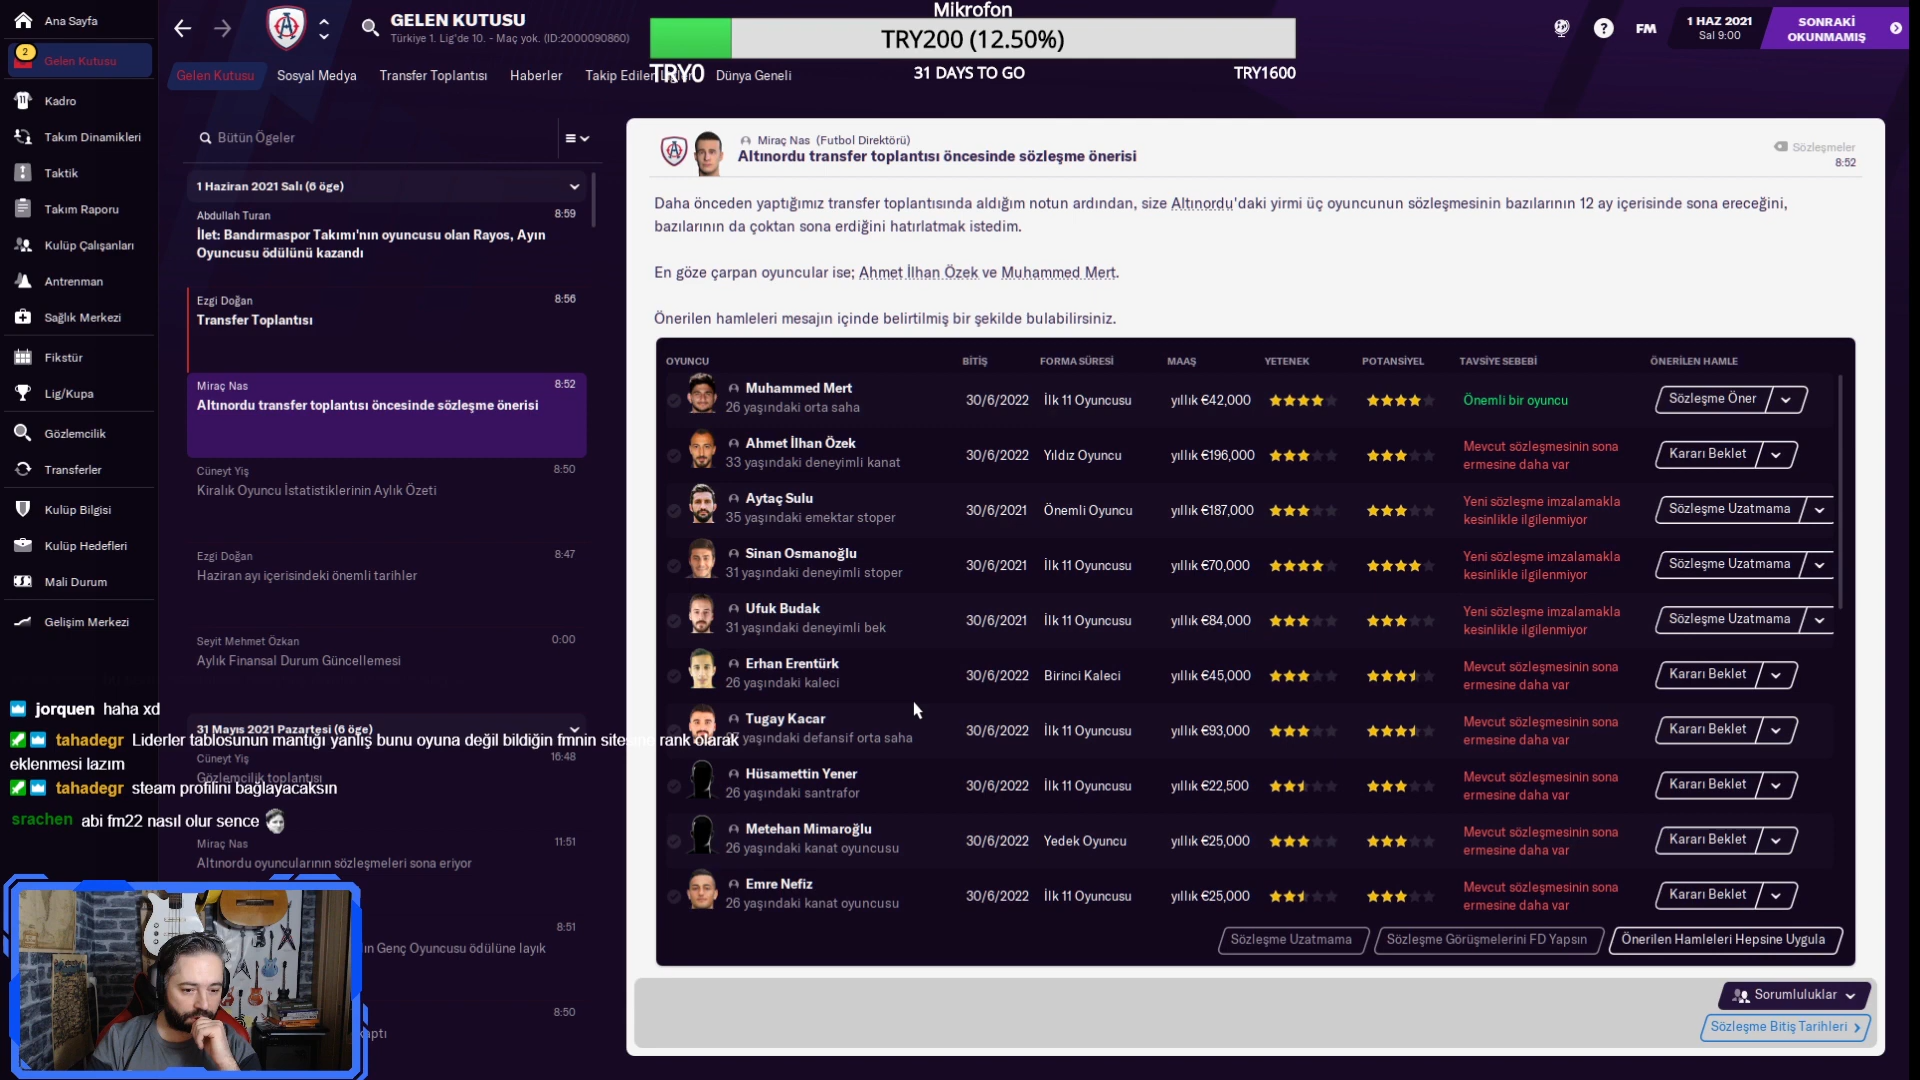 Ana Sayfa
2
Gelen Kutusu
Kadro
Takım Dinamikleri
Taktik
Takım Raporu
Kulüp Çalışanları
Antrenman
Sağlık Merkezi
Fikstür
Lig/Kupa
Gözlemcilik
Transferler
Kulüp Bilgisi
Kulüp Hedefleri
Mali Durum
Gelişim Merkezi
GELEN KUTUSU
Türkiye 1. Lig'de 10. - Maç yok. (ID:2000090860)
Mikrofon
TRY200 (12.50%)
TRY0
31 DAYS TO GO
TRY1600
FM
1 HAZ 2021
Sal 9:00
SONRAKİ
OKUNMAMIŞ
Gelen Kutusu
Sosyal Medya
Transfer Toplantısı
Haberler
Takip Edilen Ligler
Dünya Geneli
Bütün Ögeler
1 Haziran 2021 Salı (6 öge)
Abdullah Turan 8:59
İlet: Bandırmaspor Takımı'nın oyuncusu olan Rayos, Ayın
Oyuncusu ödülünü kazandı
Ezgi Doğan 8:56
Transfer Toplantısı
Miraç Nas 8:52
Altınordu transfer toplantısı öncesinde sözleşme önerisi
Cüneyt Yiş 8:50
Kiralık Oyuncu İstatistiklerinin Aylık Özeti
Ezgi Doğan 8:47
Haziran ayı içerisindeki önemli tarihler
Seyit Mehmet Özkan 0:00
Aylık Finansal Durum Güncellemesi
31 Mayıs 2021 Pazartesi (6 öge)
Cüneyt Yiş 16:48
Gözlemcilik toplantısı
Miraç Nas 11:51
Altınordu oyuncularının sözleşmeleri sona eriyor
8:51
Genç Oyuncusu ödülüne layık
8:50
jorquen haha xd
tahadegr Liderler tablosunun mantığı yanlış bunu oyuna değil bildiğin fmnin sitesine rank olarak
eklenmesi lazım
tahadegr steam profilini bağlayacaksın
srachen abi fm22 nasıl olur sence
Miraç Nas (Futbol Direktörü)
Altınordu transfer toplantısı öncesinde sözleşme önerisi
Sözleşmeler
8:52
Daha önceden yaptığımız transfer toplantısında aldığım notun ardından, size Altınordu'daki yirmi üç oyuncunun sözleşmesinin bazılarının 12 ay içerisinde sona ereceğini,
bazılarının da çoktan sona erdiğini hatırlatmak istedim.
En göze çarpan oyuncular ise; Ahmet İlhan Özek ve Muhammed Mert.
Önerilen hamleleri mesajın içinde belirtilmiş bir şekilde bulabilirsiniz.
OYUNCU BİTİŞ FORMA SÜRESİ MAAŞ YETENEK POTANSİYEL TAVSİYE SEBEBİ ÖNERİLEN HAMLE
Muhammed Mert
26 yaşındaki orta saha
30/6/2022 İlk 11 Oyuncusu yıllık €42,000 Önemli bir oyuncu Sözleşme Öner
Ahmet İlhan Özek
33 yaşındaki deneyimli kanat
30/6/2022 Yıldız Oyuncu yıllık €196,000
Mevcut sözleşmesinin sona
ermesine daha var
Kararı Beklet
Aytaç Sulu
35 yaşındaki emektar stoper
30/6/2021 Önemli Oyuncu yıllık €187,000
Yeni sözleşme imzalamakla
kesinlikle ilgilenmiyor
Sözleşme Uzatmama
Sinan Osmanoğlu
31 yaşındaki deneyimli stoper
30/6/2021 İlk 11 Oyuncusu yıllık €70,000
Yeni sözleşme imzalamakla
kesinlikle ilgilenmiyor
Sözleşme Uzatmama
Ufuk Budak
31 yaşındaki deneyimli bek
30/6/2021 İlk 11 Oyuncusu yıllık €84,000
Yeni sözleşme imzalamakla
kesinlikle ilgilenmiyor
Sözleşme Uzatmama
Erhan Erentürk
26 yaşındaki kaleci
30/6/2022 Birinci Kaleci yıllık €45,000
Mevcut sözleşmesinin sona
ermesine daha var
Kararı Beklet
Tugay Kacar
yaşındaki defansif orta saha
30/6/2022 İlk 11 Oyuncusu yıllık €93,000
Mevcut sözleşmesinin sona
ermesine daha var
Kararı Beklet
Hüsamettin Yener
26 yaşındaki santrafor
30/6/2022 İlk 11 Oyuncusu yıllık €22,500
Mevcut sözleşmesinin sona
ermesine daha var
Kararı Beklet
Metehan Mimaroğlu
26 yaşındaki kanat oyuncusu
30/6/2022 Yedek Oyuncu yıllık €25,000
Mevcut sözleşmesinin sona
ermesine daha var
Kararı Beklet
Emre Nefiz
26 yaşındaki kanat oyuncusu
30/6/2022 İlk 11 Oyuncusu yıllık €25,000
Mevcut sözleşmesinin sona
ermesine daha var
Kararı Beklet
Sözleşme Uzatmama
Sözleşme Görüşmelerini FD Yapsın
Önerilen Hamleleri Hepsine Uygula
Sorumluluklar
Sözleşme Bitiş Tarihleri